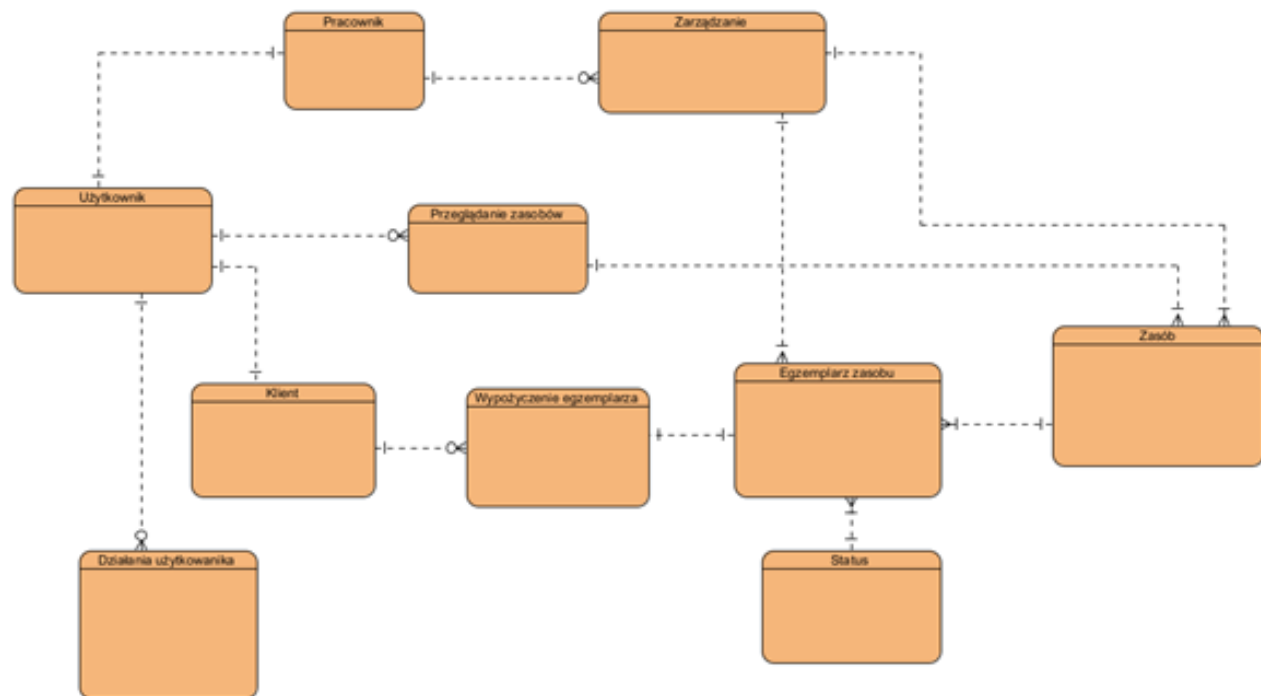 Pracownik
Zarządzanie
Użytkownik
Przeglądanie zasobów
Zasób
Egzemplarz zasobu
Klient
Wypożyczenie egzemplarza
Działania użytkowanika
Status